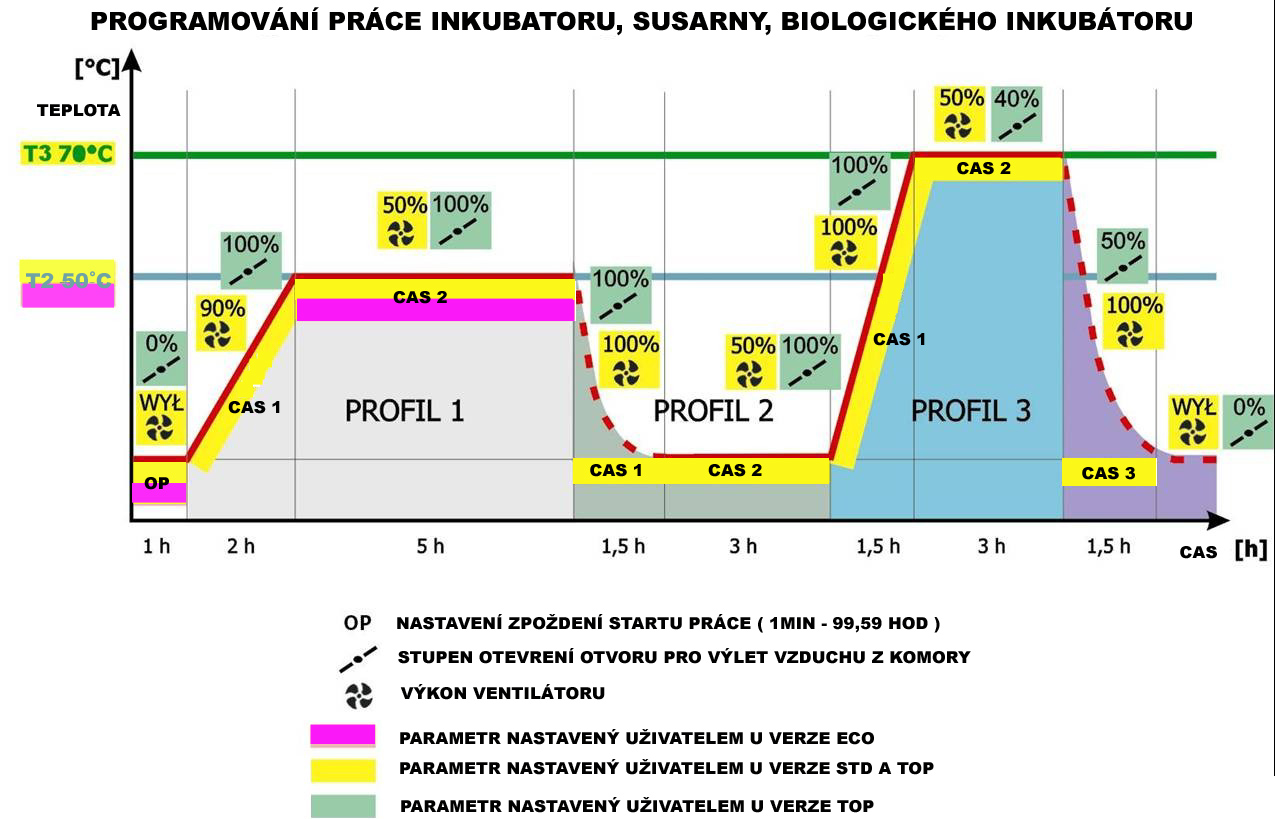 PROGRAMOVÁNÍ PRÁCE INKUBATORU, SUSARNY, BIOLOGICKÉHO INKUBÁTORU
[°C]
TEPLOTA
T3 70°C
T2 50°C
0%
WYŁ
OP
100%
90%
CAS 1
50% 100%
CAS 2
PROFIL 1
100%
100%
CAS 1
50% 100%
PROFIL 2
CAS 2
100%
100%
CAS 1
50% 40%
CAS 2
PROFIL 3
50%
100%
CAS 3
WYŁ 0%
1 h 2 h 5 h 1,5 h 3 h 1,5 h 3 h 1,5 h CAS [h]
OP NASTAVENÍ ZPOŽDENÍ STARTU PRÁCE ( 1MIN - 99,59 HOD )
STUPEN OTEVRENÍ OTVORU PRO VÝLET VZDUCHU Z KOMORY
VÝKON VENTILÁTORU
PARAMETR NASTAVENÝ UŽIVATELEM U VERZE ECO
PARAMETR NASTAVENÝ UŽIVATELEM U VERZE STD A TOP
PARAMETR NASTAVENÝ UŽIVATELEM U VERZE TOP